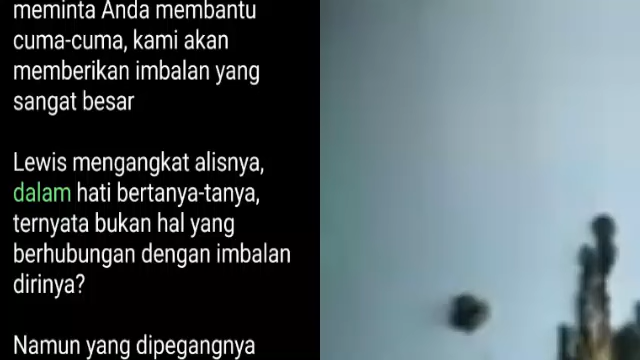 meminta Anda membantu
cuma-cuma, kami akan
memberikan imbalan yang
sangat besar
Lewis mengangkat alisnya,
dalam hati bertanya-tanya,
ternyata bukan hal yang
berhubungan dengan imbalan
dirinya?
Namun yang dipegangnya